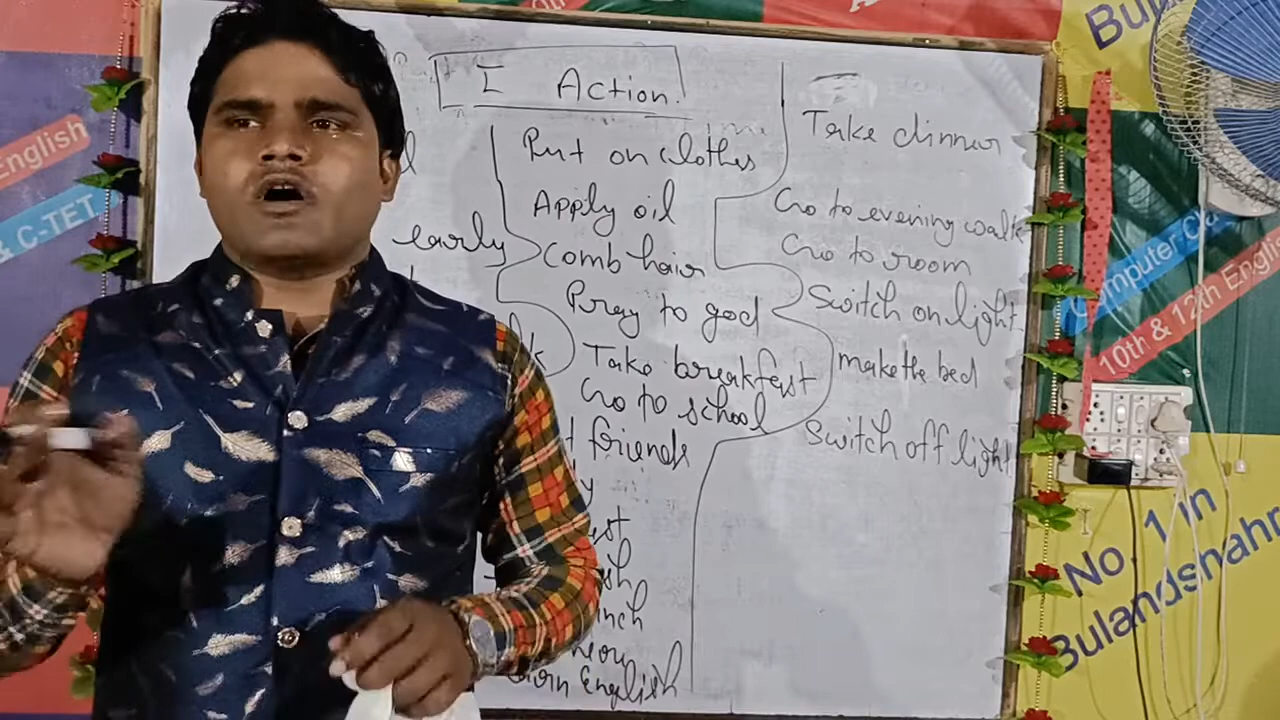 I Action.
early
Put on clothes
Apply oil
Comb hair
Pray to god
Take breakfast
Go to school
friends
English
Take dinner
Go to evening walk
Go to room
Switch on light
make the bed
Switch off light
English
& C-TET
Computer
10th & 12th English
No. 1 in
Bulandshahr